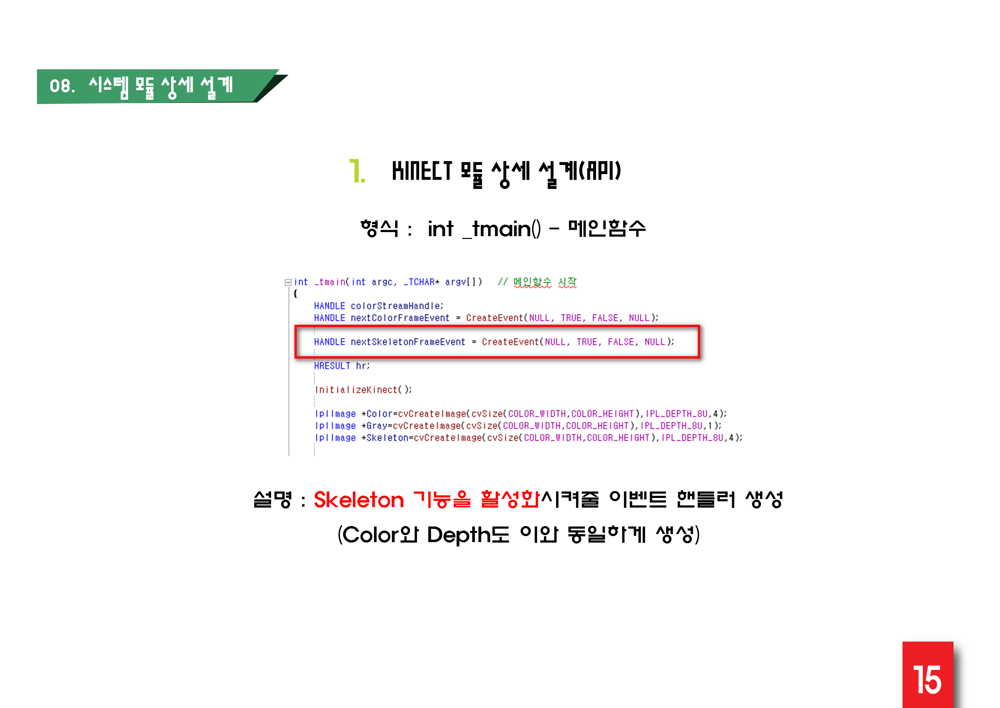 08. 시스템 모듈 상세 설계
1. KINECT 모듈 상세 설계(API)
형식 : int _tmain() – 메인함수
int _tmain(int argc, _TCHAR* argv[]) // 메인함수 시작
{
HANDLE colorStreamHandle;
HANDLE nextColorFrameEvent = CreateEvent(NULL, TRUE, FALSE, NULL);
HANDLE nextSkeletonFrameEvent = CreateEvent(NULL, TRUE, FALSE, NULL);
HRESULT hr;
InitializeKinect();
IplImage *Color=cvCreateImage(cvSize(COLOR_WIDTH,COLOR_HEIGHT),IPL_DEPTH_8U,4);
IplImage *Gray=cvCreateImage(cvSize(COLOR_WIDTH,COLOR_HEIGHT),IPL_DEPTH_8U,1);
IplImage *Skeleton=cvCreateImage(cvSize(COLOR_WIDTH,COLOR_HEIGHT),IPL_DEPTH_8U,4);
설명 : Skeleton 기능을 활성화시켜줄 이벤트 핸들러 생성
(Color와 Depth도 이와 동일하게 생성)
15